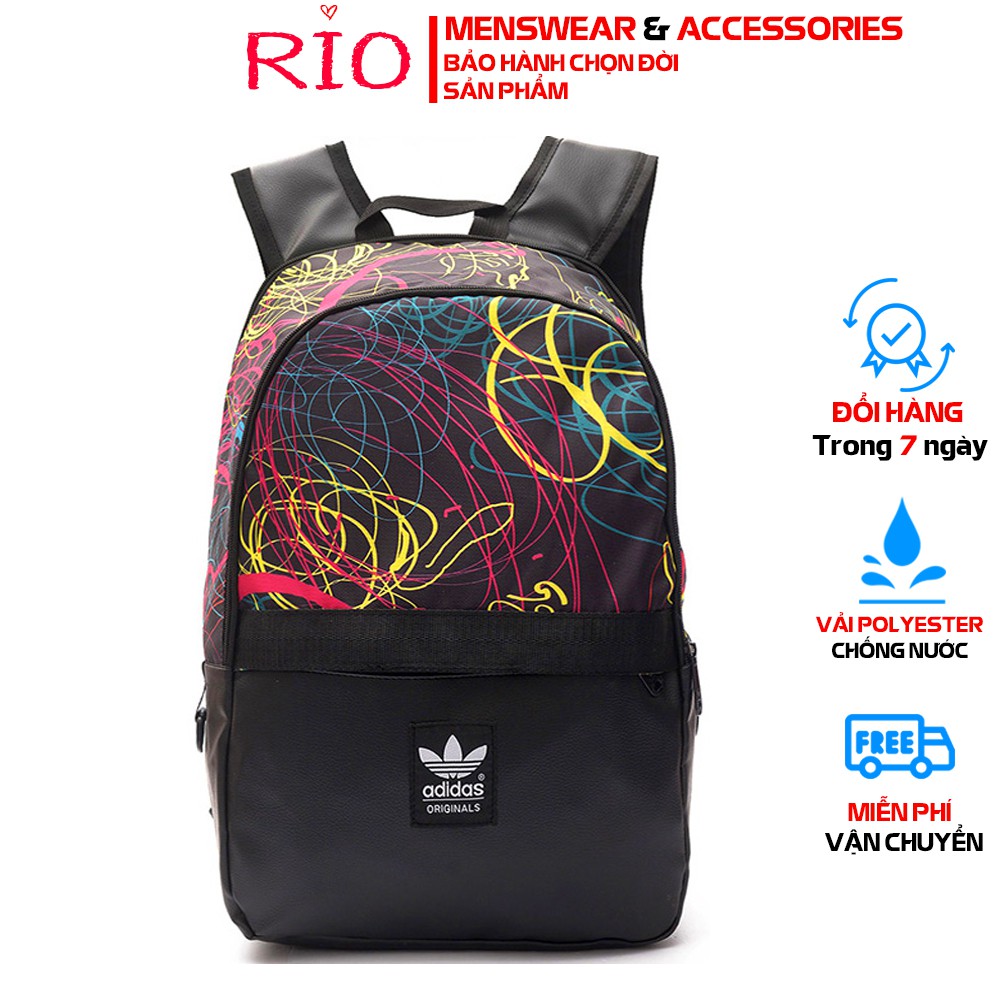 RIO
MENSWEAR & ACCESSORIES
BẢO HÀNH CHỌN ĐỜI
SẢN PHẨM
ĐỔI HÀNG
Trong 7 ngày
VẢI POLYESTER
CHỐNG NƯỚC
FREE
MIỄN PHÍ
VẬN CHUYỂN
adidas®
ORIGINALS